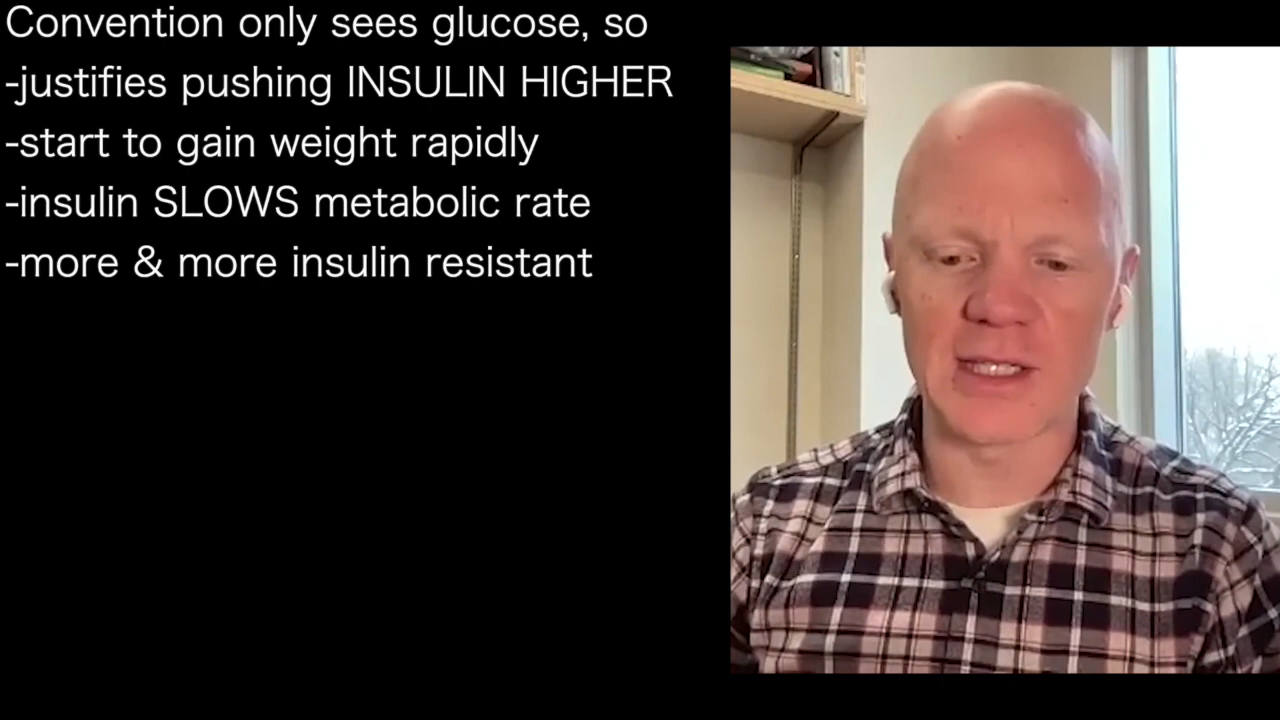 Convention only sees glucose, so
-justifies pushing INSULIN HIGHER
-start to gain weight rapidly
-insulin SLOWS metabolic rate
-more & more insulin resistant